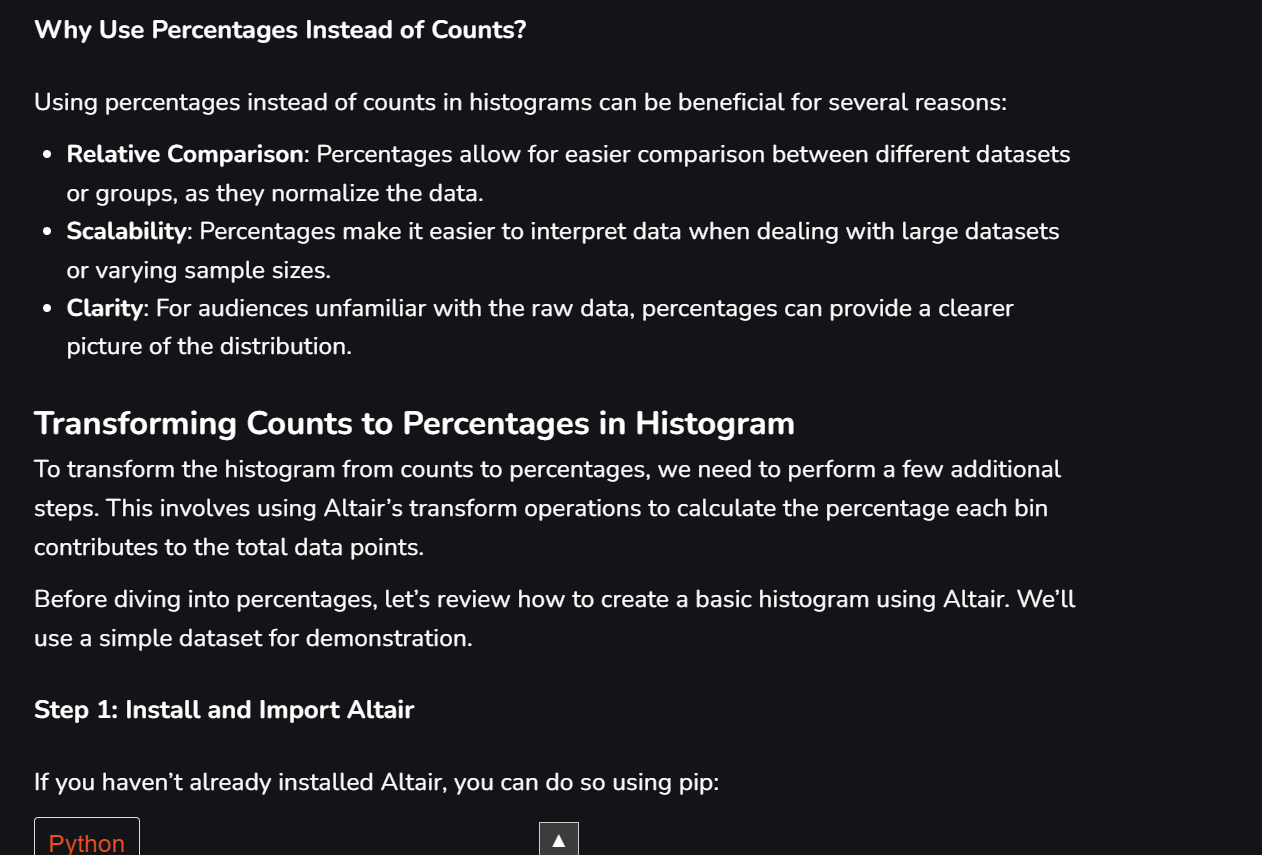 Why Use Percentages Instead of Counts?
Using percentages instead of counts in histograms can be beneficial for several reasons:
• Relative Comparison: Percentages allow for easier comparison between different datasets
or groups, as they normalize the data.
• Scalability: Percentages make it easier to interpret data when dealing with large datasets
or varying sample sizes.
• Clarity: For audiences unfamiliar with the raw data, percentages can provide a clearer
picture of the distribution.
Transforming Counts to Percentages in Histogram
To transform the histogram from counts to percentages, we need to perform a few additional
steps. This involves using Altair’s transform operations to calculate the percentage each bin
contributes to the total data points.
Before diving into percentages, let’s review how to create a basic histogram using Altair. We’ll
use a simple dataset for demonstration.
Step 1: Install and Import Altair
If you haven’t already installed Altair, you can do so using pip:
Python